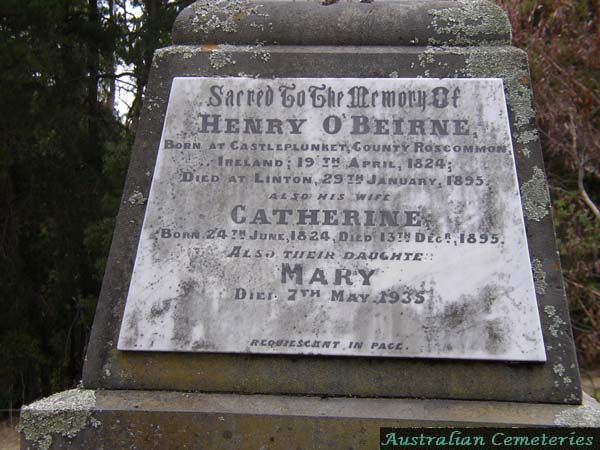 Sacred To The Memory Of
HENRY O'BEIRNE,
BORN AT CASTLEPLUNKET, COUNTY ROSCOMMON
IRELAND; 19TH APRIL, 1824;
DIED AT LINTON, 29TH JANUARY, 1895.
ALSO HIS WIFE
CATHERINE,
BORN 24TH JUNE, 1824, DIED 13TH DECR, 1895.
ALSO THEIR DAUGHTER
MARY
DIED 7TH MAY, 1935
REQUIESCANT IN PACE.
Australian Cemeteries